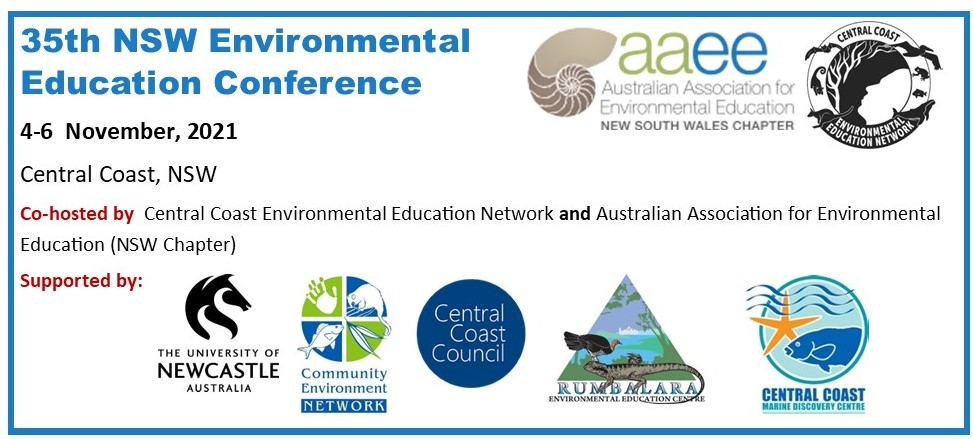 35th NSW Environmental
Education Conference
4-6 November, 2021
Central Coast, NSW
Co-hosted by Central Coast Environmental Education Network and Australian Association for Environmental
Education (NSW Chapter)
Supported by:
aaee
Australian Association for
Environmental Education
NEW SOUTH WALES CHAPTER
CENTRAL COAST
ENVIRONMENTAL
EDUCATION NETWORK
THE UNIVERSITY OF
NEWCASTLE
AUSTRALIA
Community
Environment
NETWORK
Central
Coast
Council
RUMBALARA
ENVIRONMENTAL EDUCATION CENTRE
CENTRAL COAST
MARINE DISCOVERY CENTRE